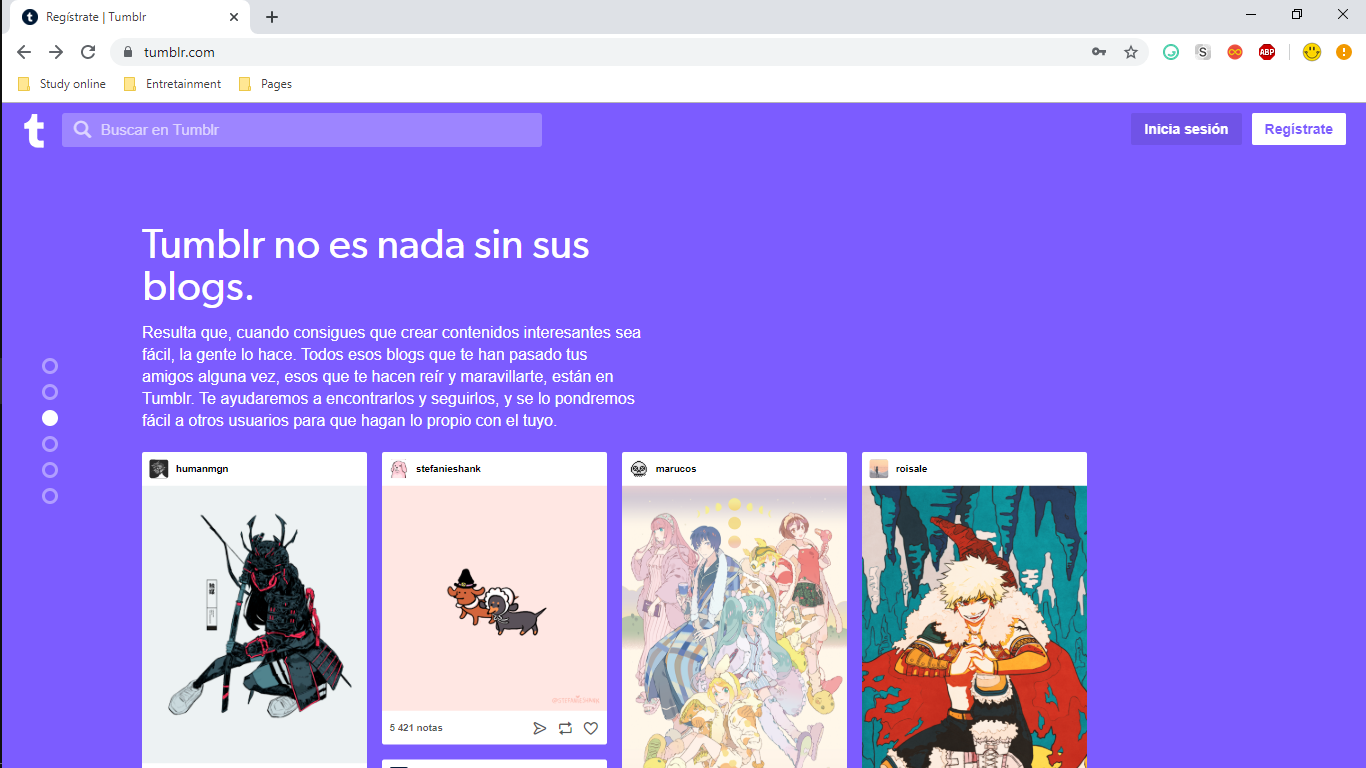 Regístrate | Tumblr
tumblr.com
S
ABP
Study online
Entretainment
Pages
t
Buscar en Tumblr
Inicia sesión
Regístrate
Tumblr no es nada sin sus
blogs.
Resulta que, cuando consigues que crear contenidos interesantes sea
fácil, la gente lo hace. Todos esos blogs que te han pasado tus
amigos alguna vez, esos que te hacen reír y maravillarte, están en
Tumblr. Te ayudaremos a encontrarlos y seguirlos, y se lo pondremos
fácil a otros usuarios para que hagan lo propio con el tuyo.
humanmgn
stefanieshank
marucos
roisale
@STEFANIESHANK
5 421 notas